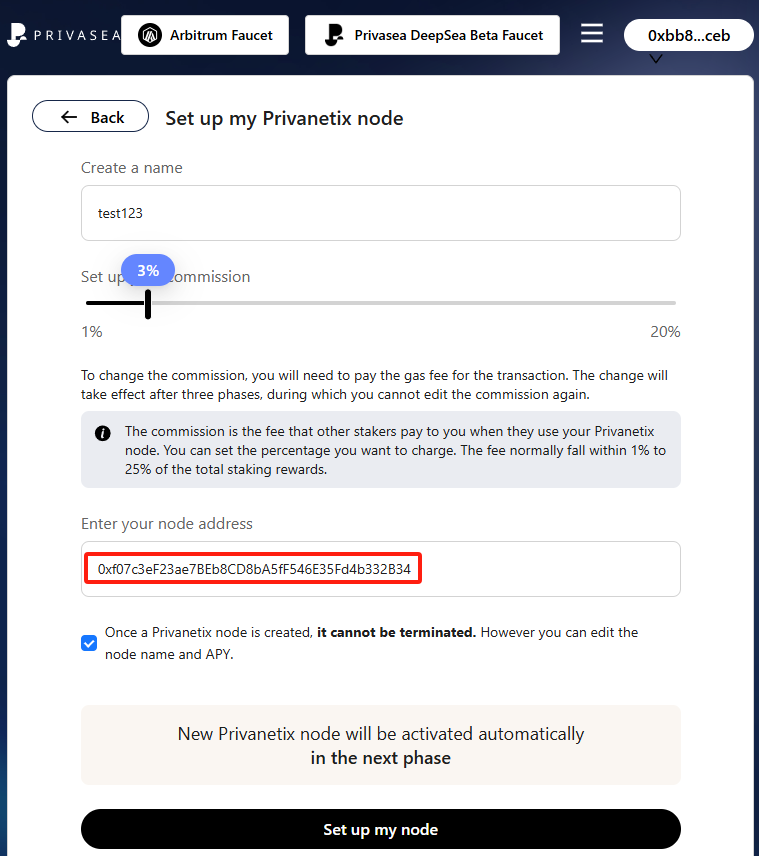 PRIVASEA
Arbitrum Faucet
Privasea DeepSea Beta Faucet
0xbb8...ceb
Back
Set up my Privanetix node
Create a name
test123
3%
Set up commission
1%
20%
To change the commission, you will need to pay the gas fee for the transaction. The change will
take effect after three phases, during which you cannot edit the commission again.
The commission is the fee that other stakers pay to you when they use your Privanetix
node. You can set the percentage you want to charge. The fee normally fall within 1% to
25% of the total staking rewards.
Enter your node address
0xf07c3eF23ae7BEb8CD8bA5fF546E35Fd4b332B34
Once a Privanetix node is created, it cannot be terminated. However you can edit the
node name and APY.
New Privanetix node will be activated automatically
in the next phase
Set up my node